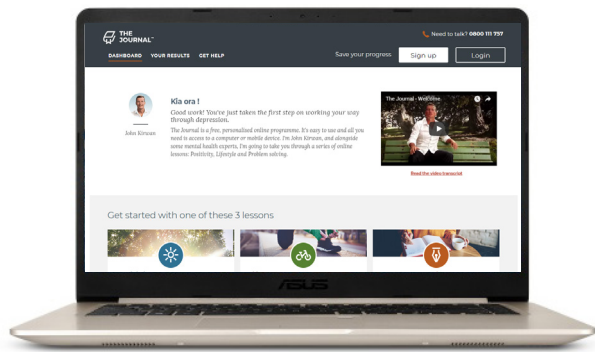 THE
JOURNAL™
Need to talk? 0800 111 757
DASHBOARD YOUR RESULTS GET HELP
Save your progress Sign up Login
Kia ora !
Good work! You've just taken the first step on working your way
through depression.
John Kirwan
The Journal is a free, personalised online programme. It's easy to use and all you
need is access to a computer or mobile device. I'm John Kirwan, and alongside
some mental health experts, I'm going to take you through a series of online
lessons: Positivity, Lifestyle and Problem solving.
The Journal - Welcome
Read the video transcript
Get started with one of these 3 lessons
ASUS